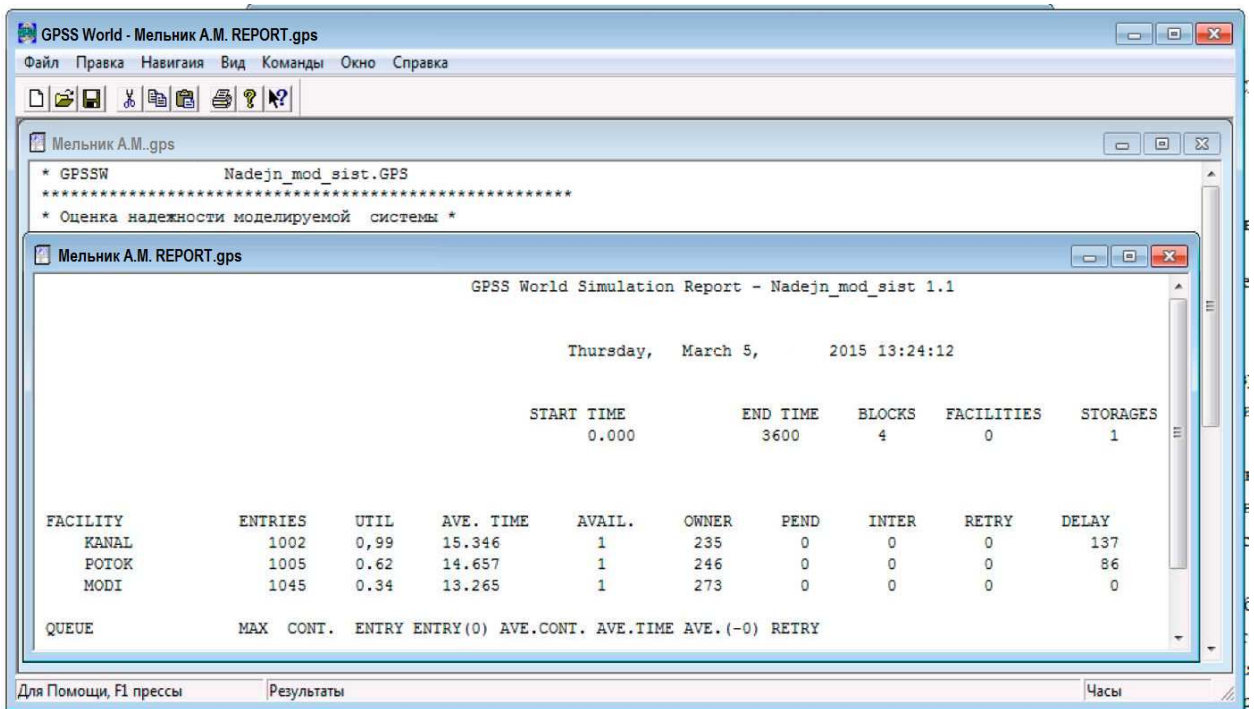 GPSS World - Мельник А.М. REPORT.gps
Файл Правка Навигаия Вид Команды Окно Справка
Мельник А.М..gps
* GPSSW Nadejn_mod_sist.GPS
*******************************************************
* Оценка надежности моделируемой системы *
Мельник А.М. REPORT.gps
GPSS World Simulation Report - Nadejn_mod_sist 1.1
Thursday, March 5, 2015 13:24:12
START TIME END TIME BLOCKS FACILITIES STORAGES
0.000 3600 4 0 1
FACILITY ENTRIES UTIL AVE. TIME AVAIL. OWNER PEND INTER RETRY DELAY
KANAL 1002 0,99 15.346 1 235 0 0 0 137
POTOK 1005 0.62 14.657 1 246 0 0 0 86
MODI 1045 0.34 13.265 1 273 0 0 0 0
QUEUE MAX CONT. ENTRY ENTRY(0) AVE.CONT. AVE.TIME AVE.(-0) RETRY
Для Помощи, F1 прессы Результаты Часы